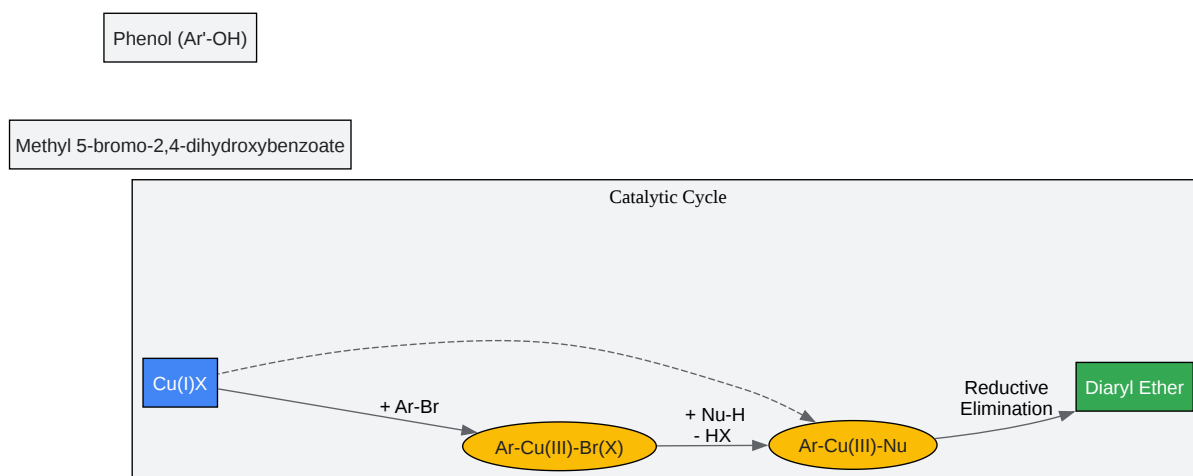 Phenol (Ar'-OH)
Methyl 5-bromo-2,4-dihydroxybenzoate
Catalytic Cycle
Cu(I)X
+ Ar-Br
Ar-Cu(III)-Br(X)
+ Nu-H
- HX
Ar-Cu(III)-Nu
Reductive
Elimination
Diaryl Ether